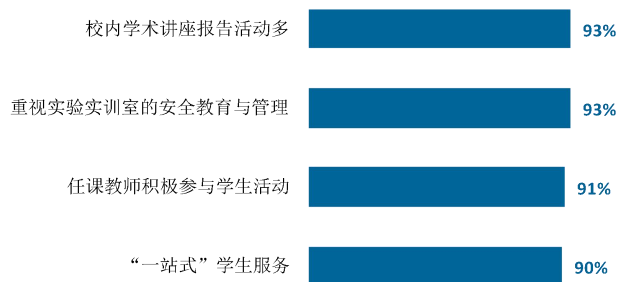 校内学术讲座报告活动多 93%
重视实验实训室的安全教育与管理 93%
任课教师积极参与学生活动 91%
“一站式”学生服务 90%